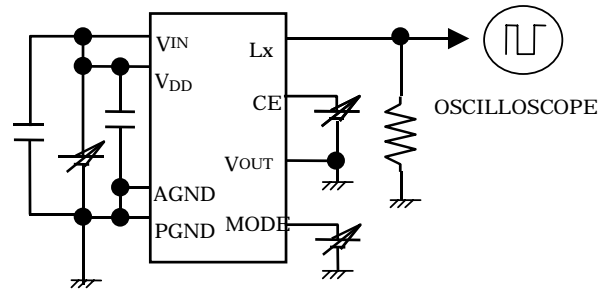 VIN
Lx
VDD
CE
OSCILLOSCOPE
VOUT
AGND
MODE
PGND